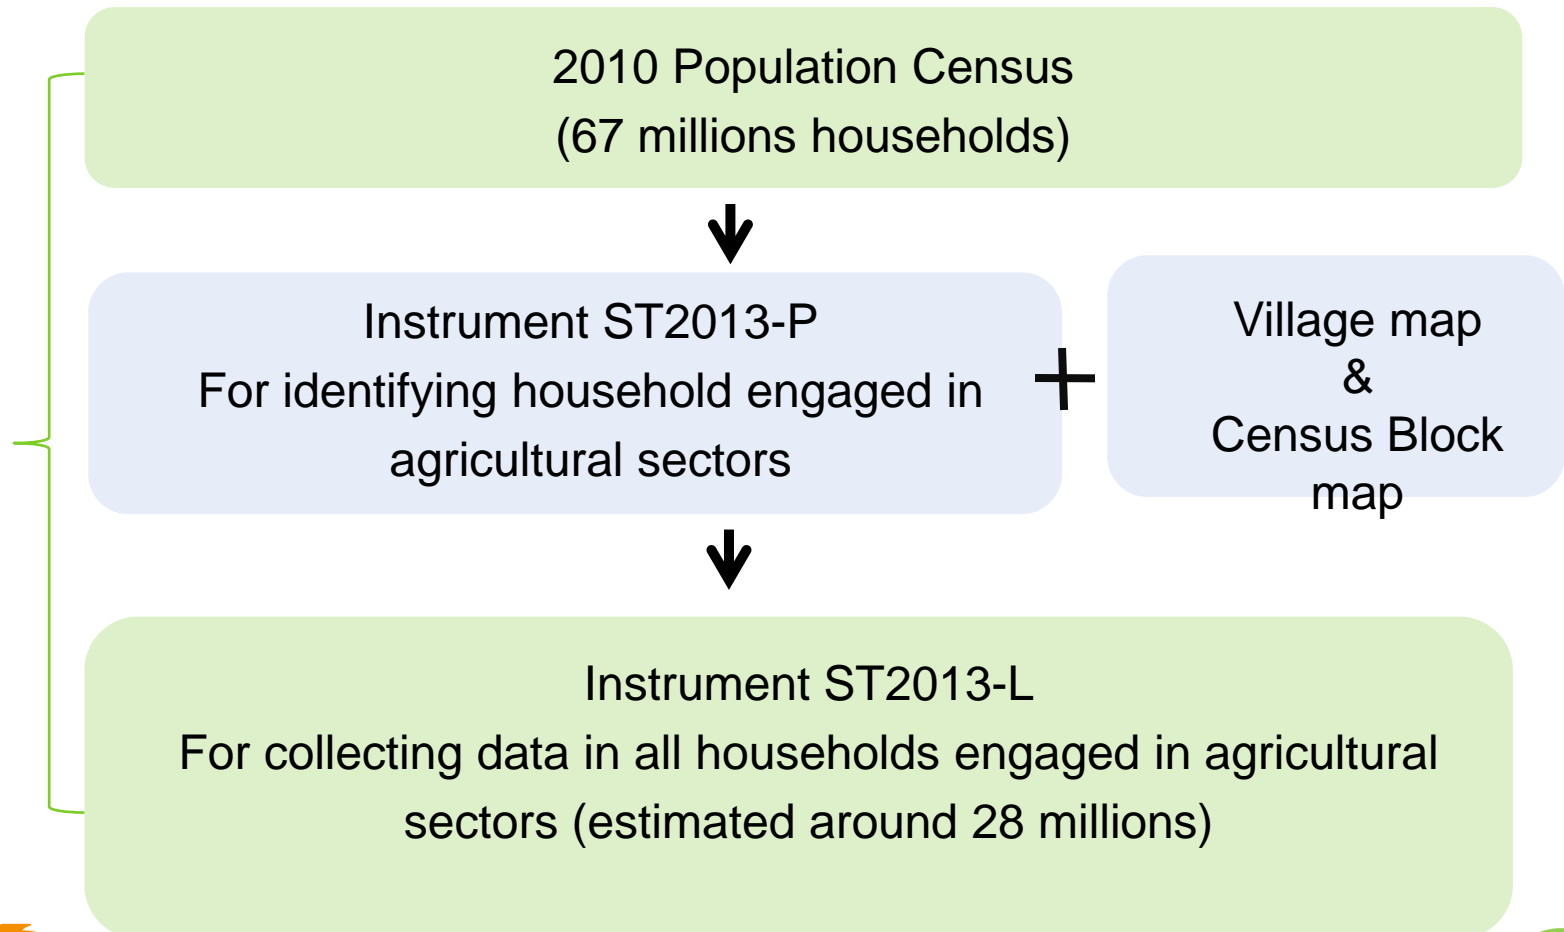 2010 Population Census
(67 millions households)
Instrument ST2013-P
For identifying household engaged in
agricultural sectors
+
Village map
&
Census Block
map
Instrument ST2013-L
For collecting data in all households engaged in agricultural
sectors (estimated around 28 millions)